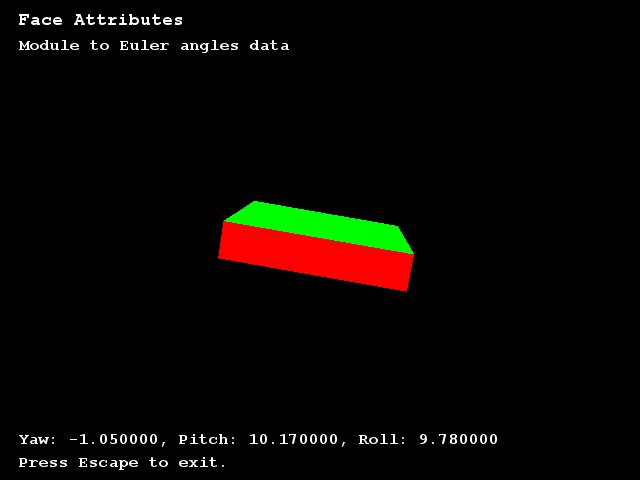 Face Attributes
Module to Euler angles data
Yaw: -1.050000, Pitch: 10.170000, Roll: 9.780000
Press Escape to exit.